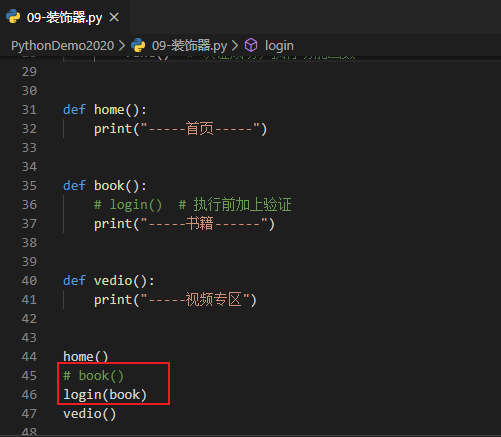 09-装饰器.py
PythonDemo2020 > 09-装饰器.py > login
29
30
31 def home():
32     print("-----首页-----")
33
34
35 def book():
36     # login()  # 执行前加上验证
37     print("-----书籍------")
38
39
40 def vedio():
41     print("-----视频专区")
42
43
44 home()
45 # book()
46 login(book)
47 vedio()
48